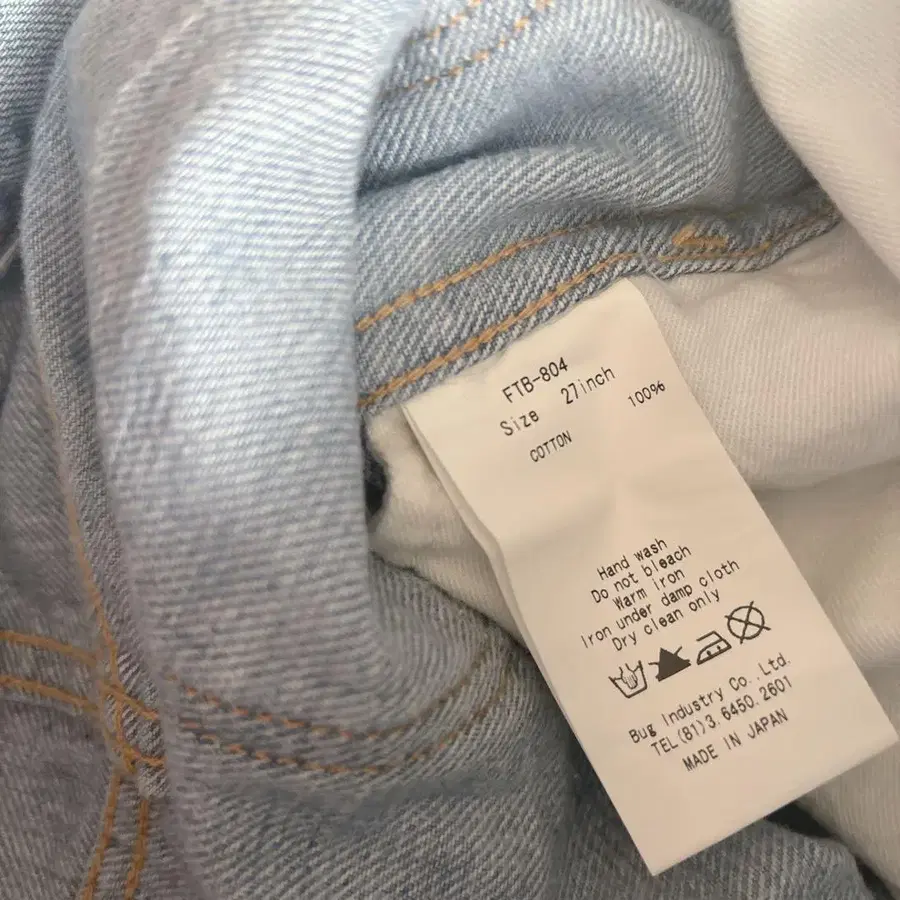 FTB-804
Size 27inch
COTTON 100%
Hand wash
Do not bleach
Warm iron
Iron under damp cloth
Dry clean only
Bug Industry Co.,Ltd.
TEL(81)3.6450.2601
MADE IN JAPAN